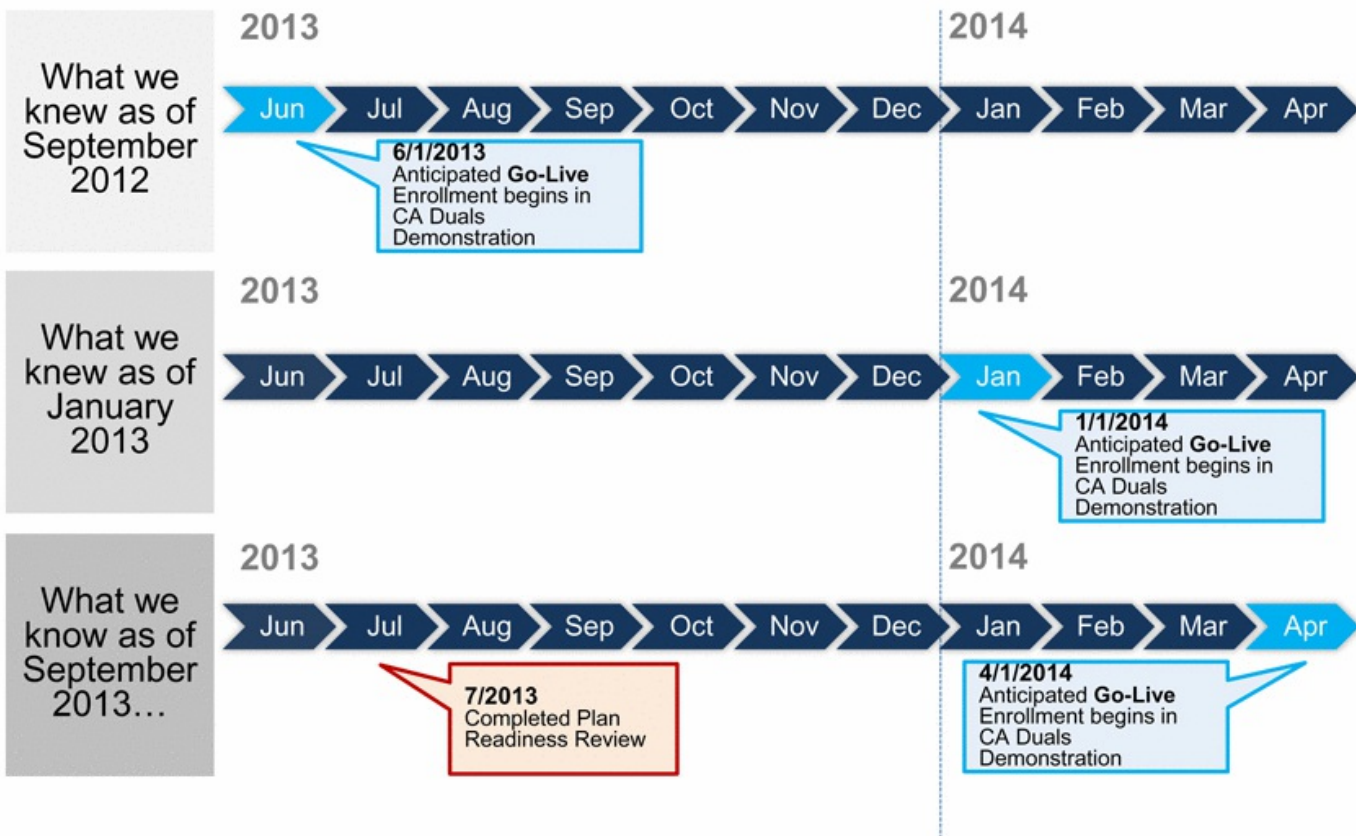 What we
knew as of
September
2012
2013
2014
Jun Jul Aug Sep Oct Nov Dec Jan Feb Mar Apr
6/1/2013
Anticipated Go-Live
Enrollment begins in
CA Duals
Demonstration
What we
knew as of
January
2013
2013
2014
Jun Jul Aug Sep Oct Nov Dec Jan Feb Mar Apr
1/1/2014
Anticipated Go-Live
Enrollment begins in
CA Duals
Demonstration
What we
know as of
September
2013…
2013
2014
Jun Jul Aug Sep Oct Nov Dec Jan Feb Mar Apr
7/2013
Completed Plan
Readiness Review
4/1/2014
Anticipated Go-Live
Enrollment begins in
CA Duals
Demonstration